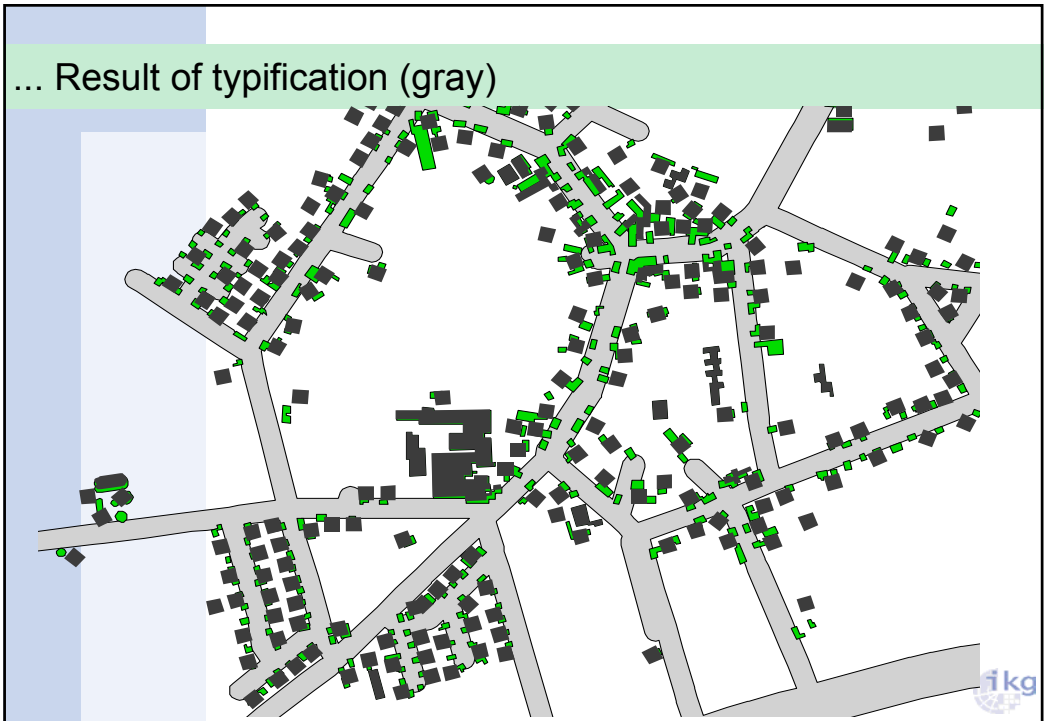 ... Result of typification (gray)
ikg